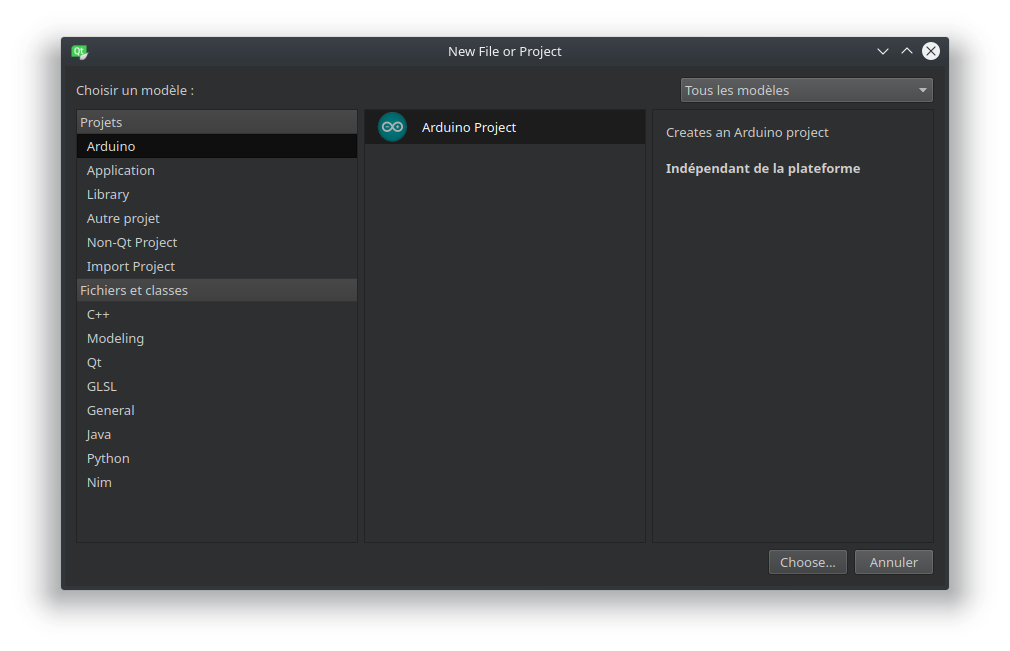 Qt
New File or Project
Choisir un modèle :
Tous les modèles
Projets
Arduino
Application
Library
Autre projet
Non-Qt Project
Import Project
Fichiers et classes
C++
Modeling
Qt
GLSL
General
Java
Python
Nim
Arduino Project
Creates an Arduino project
Indépendant de la plateforme
Choose...
Annuler